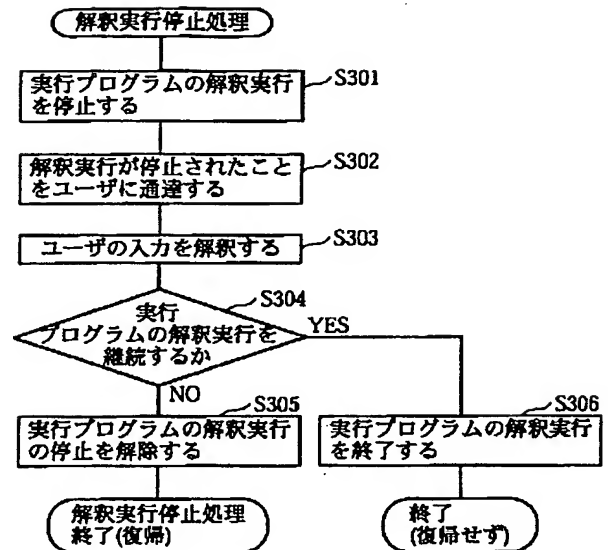 解釈実行停止処理
実行プログラムの解釈実行
を停止する
S301
解釈実行が停止されたこと
をユーザに通達する
S302
ユーザの入力を解釈する
S303
実行
プログラムの解釈実行を
継続するか
S304
YES
NO
実行プログラムの解釈実行
の停止を解除する
S305
実行プログラムの解釈実行
を終了する
S306
解釈実行停止処理
終了(復帰)
終了
(復帰せず)